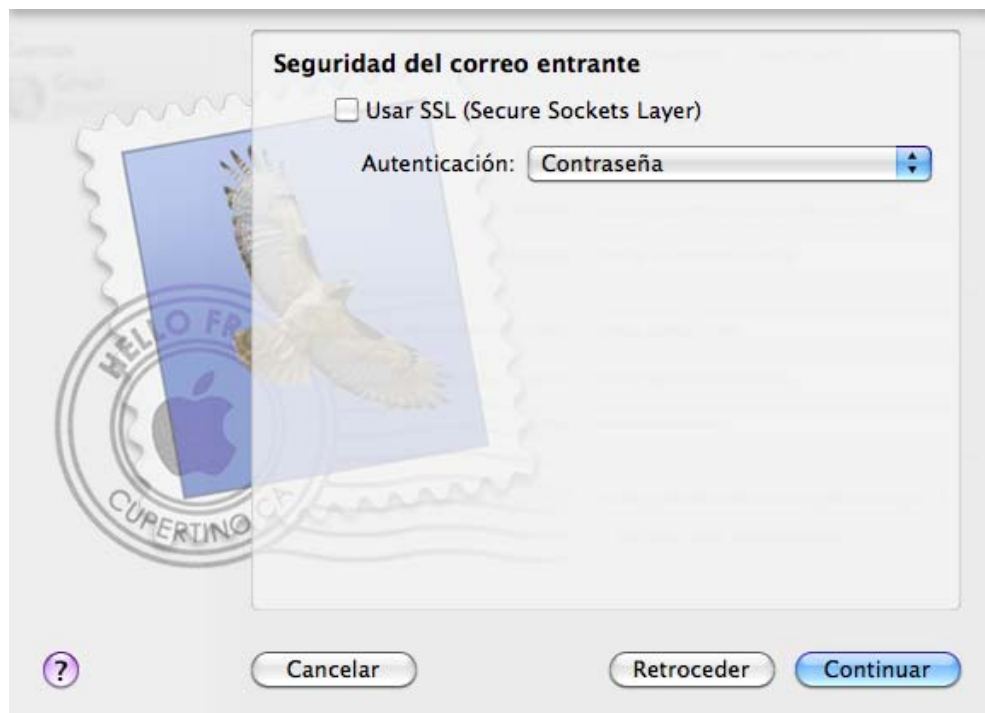 Seguridad del correo entrante
Usar SSL (Secure Sockets Layer)
Autenticación: Contraseña
HELLO FR
CUPERTINO CA
?
Cancelar
Retroceder
Continuar